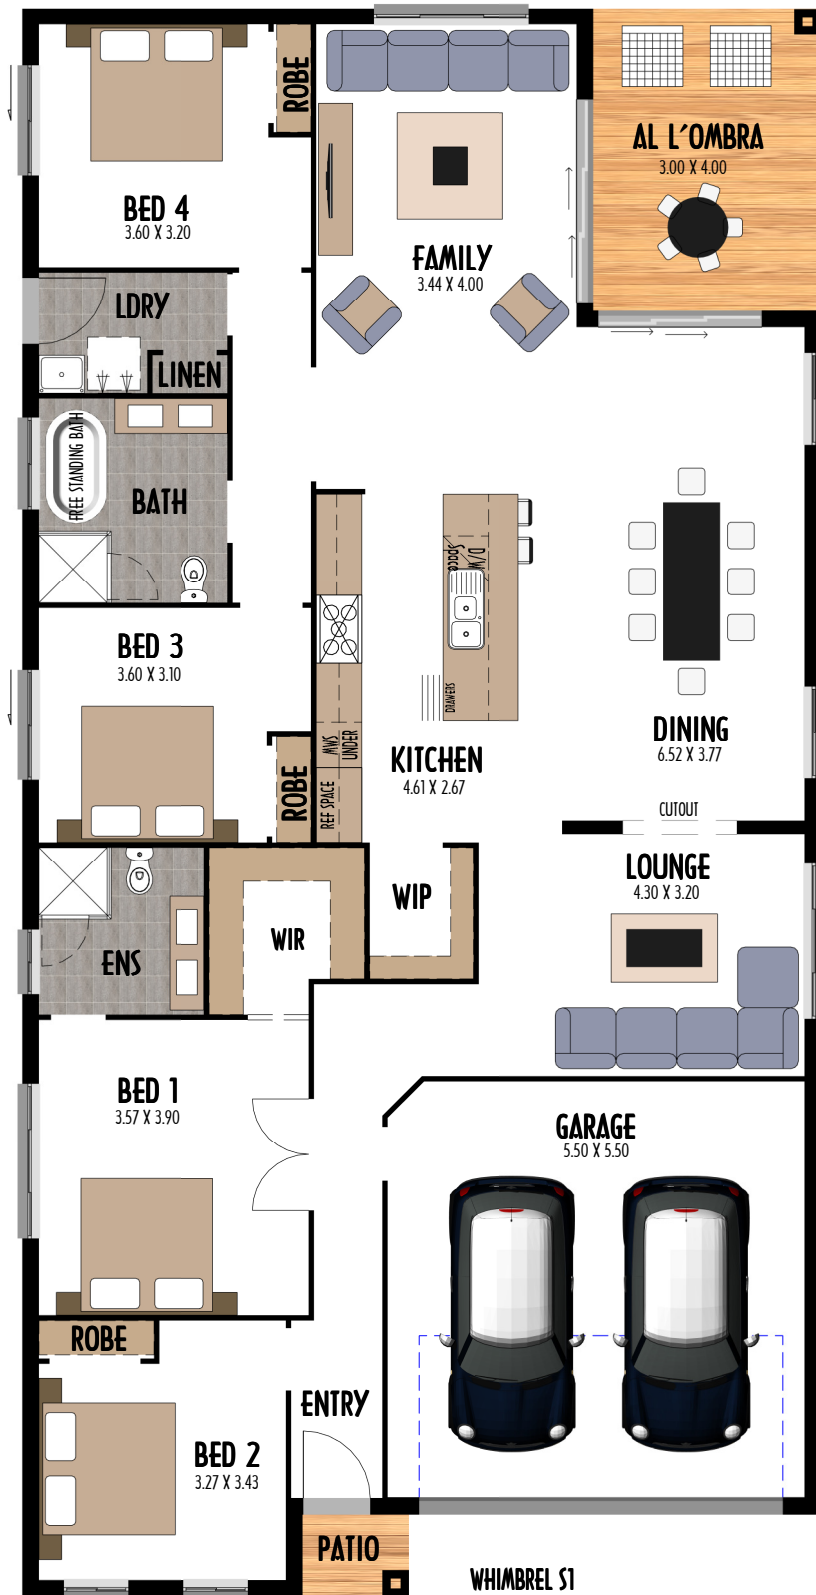 ROBE
AL L'OMBRA
3.00 X 4.00
BED 4
3.60 X 3.20
FAMILY
3.44 X 4.00
LDRY
LINEN
FREE STANDING BATH
BATH
D/W
Space
BED 3
3.60 X 3.10
DRAWERS
ROBE
MWS
UNDER
REF SPACE
KITCHEN
4.61 X 2.67
DINING
6.52 X 3.77
CUTOUT
LOUNGE
4.30 X 3.20
WIP
WIR
ENS
BED 1
3.57 X 3.90
GARAGE
5.50 X 5.50
ROBE
ENTRY
BED 2
3.27 X 3.43
PATIO
WHIMBREL S1